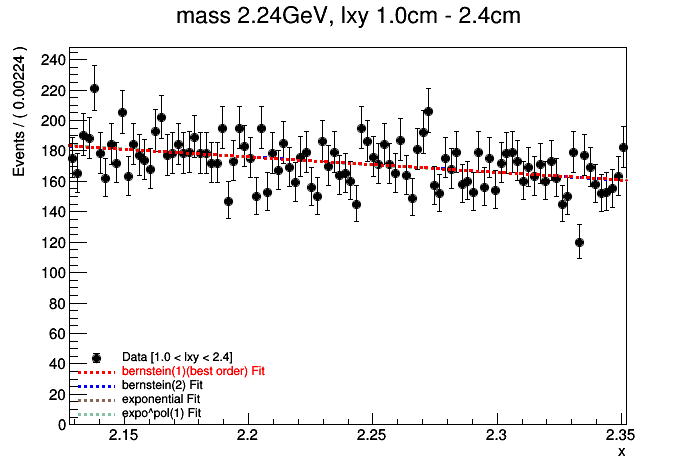 mass 2.24GeV, lxy 1.0cm - 2.4cm
Events / ( 0.00224 )
240
220
200
180
160
140
120
100
80
60
40
20
0
Data [1.0 < lxy < 2.4]
bernstein(1)(best order) Fit
bernstein(2) Fit
exponential Fit
expo^pol(1) Fit
2.15 2.2 2.25 2.3 2.35
x